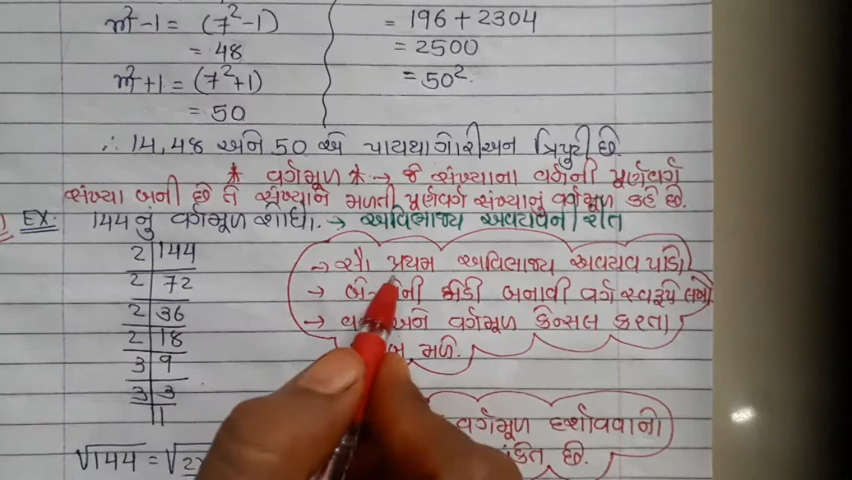 m²-1 = (7²-1)
= 196 + 2304
= 48
= 2500
m²+1 = (7²+1)
= 50²
= 50
∴ 14, 48 અને 50 એ પાયથાગોરીઅન ત્રિપુટી છે.
* વર્ગમૂળ * → જે સંખ્યાના વર્ગની પૂર્ણવર્ગ
સંખ્યા બની છે તે સંખ્યાને મળતી પૂર્ણવર્ગ સંખ્યાનું વર્ગમૂળ કહે છે.
EX: 144 નું વર્ગમૂળ શોધો. → અવિભાજ્ય અવયવની રીત
2 | 144
2 | 72
2 | 36
2 | 18
3 | 9
3 | 3
1
→ સૌ પ્રથમ અવિભાજ્ય અવયવ પાડો
→ ની જોડી બનાવી વર્ગ સ્વરૂપે લખો
→ અને વર્ગમૂળ કેન્સલ કરતા
મળે.
વર્ગમૂળ દર્શાવવાનો
છે.
√144 = √2×